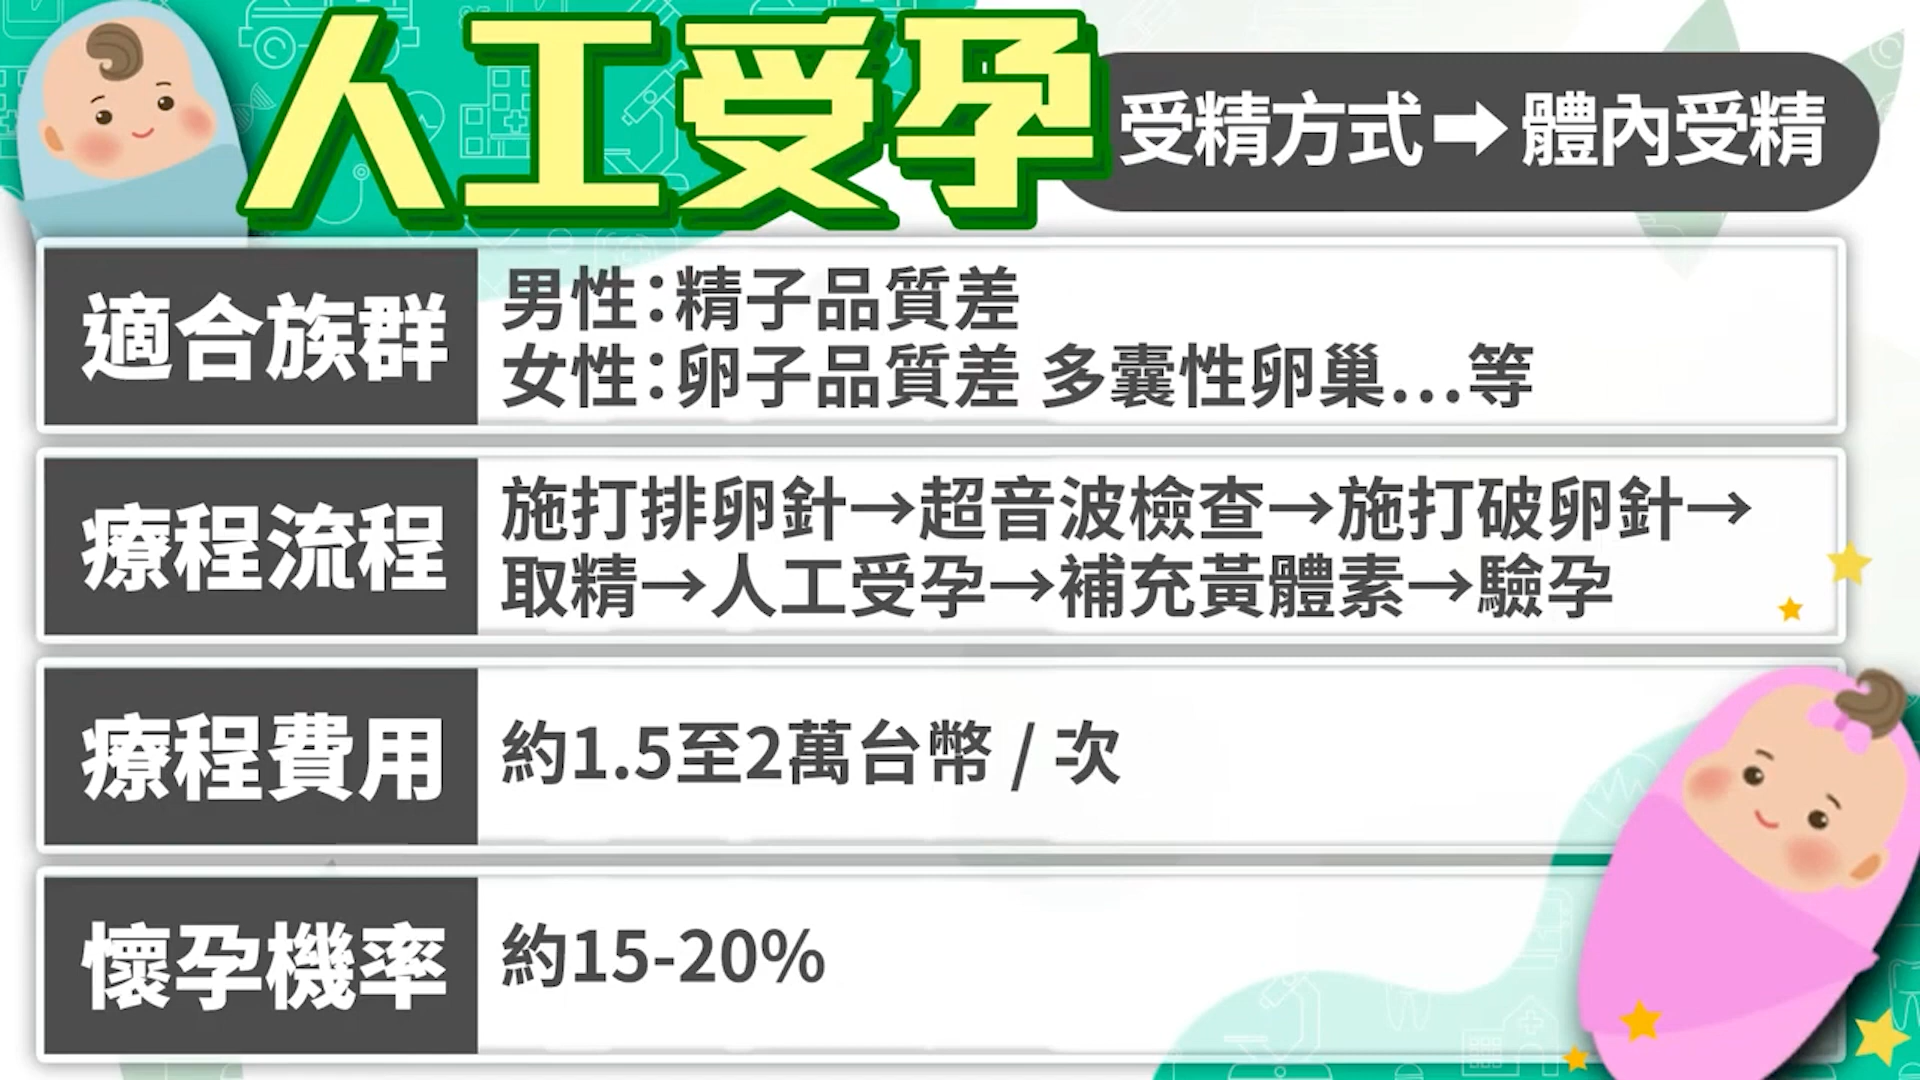 人工受孕
受精方式➡體內受精
適合族群
男性:精子品質差
女性:卵子品質差 多囊性卵巢...等
療程流程
施打排卵針→超音波檢查→施打破卵針→
取精→人工受孕→補充黃體素→驗孕
療程費用
約1.5至2萬台幣 / 次
懷孕機率
約15-20%